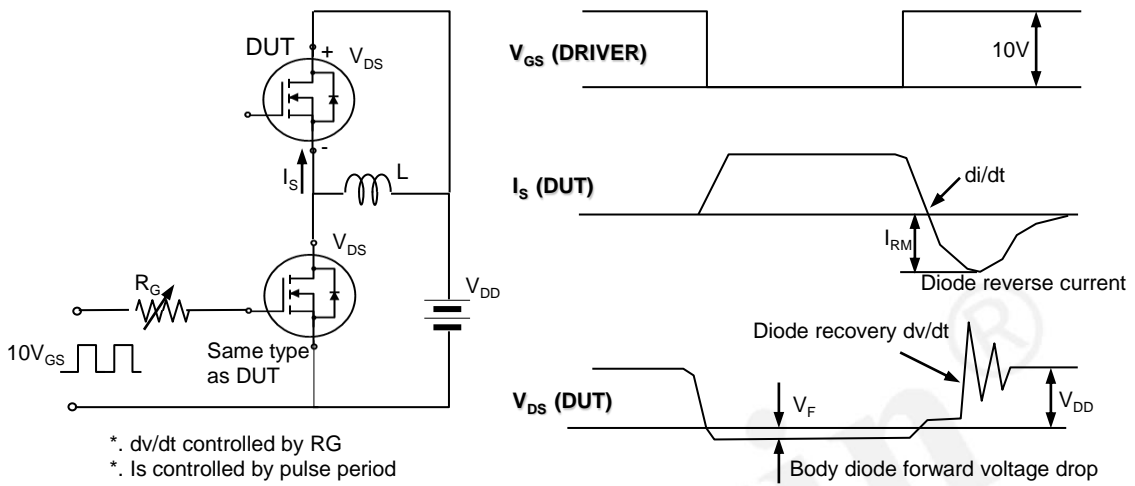 DUT
+
V_DS
-
I_S
L
V_DS
R_G
V_DD
10V_GS
Same type
as DUT
*. dv/dt controlled by RG
*. Is controlled by pulse period
V_GS (DRIVER)
10V
I_S (DUT)
di/dt
I_RM
Diode reverse current
Diode recovery dv/dt
V_DS (DUT)
V_F
V_DD
Body diode forward voltage drop
®